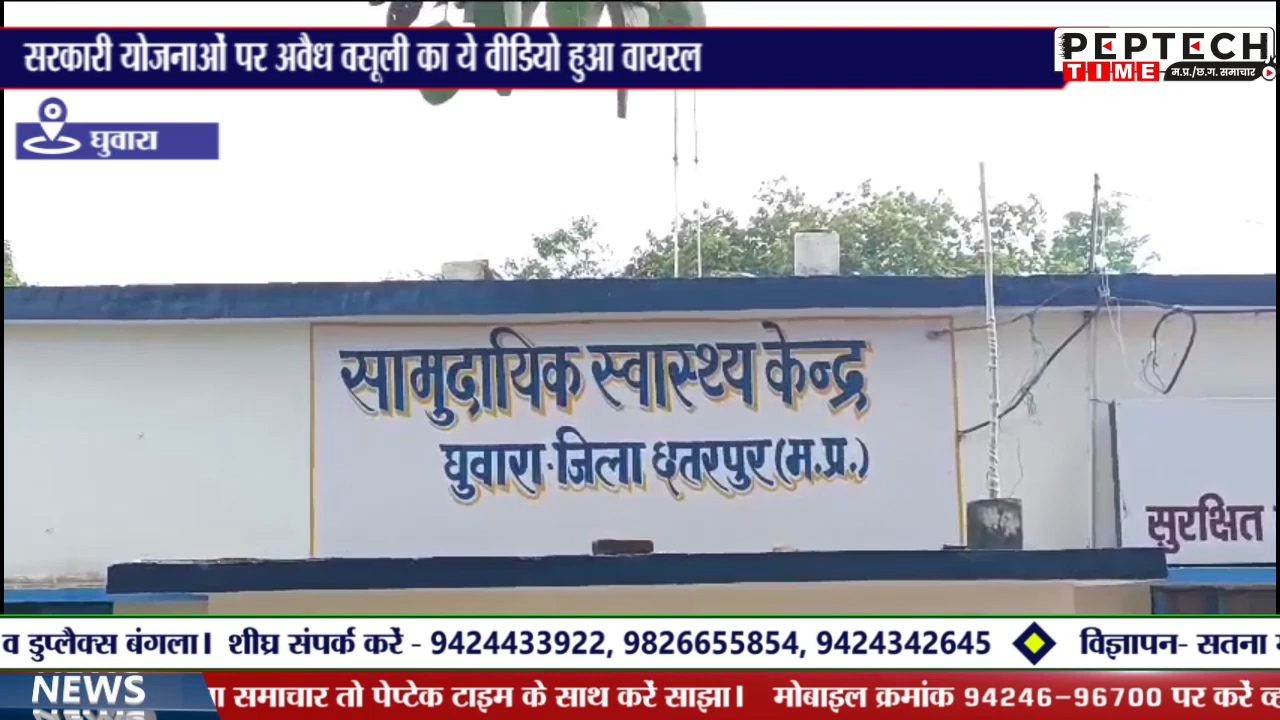 सरकारी योजनाओं पर अवैध वसूली का ये वीडियो हुआ वायरल
PEPTECH
TIME म.प्र./छ.ग. समाचार
घुवारा
सामुदायिक स्वास्थ्य केन्द्र
घुवारा जिला छतरपुर (म.प्र.)
सुरक्षित
व डुप्लैक्स बंगला। शीघ्र संपर्क करें - 9424433922, 9826655854, 9424342645 विज्ञापन- सतना
NEWS समाचार तो पेप्टेक टाइम के साथ करें साझा। मोबाइल क्रमांक 94246-96700 पर करें